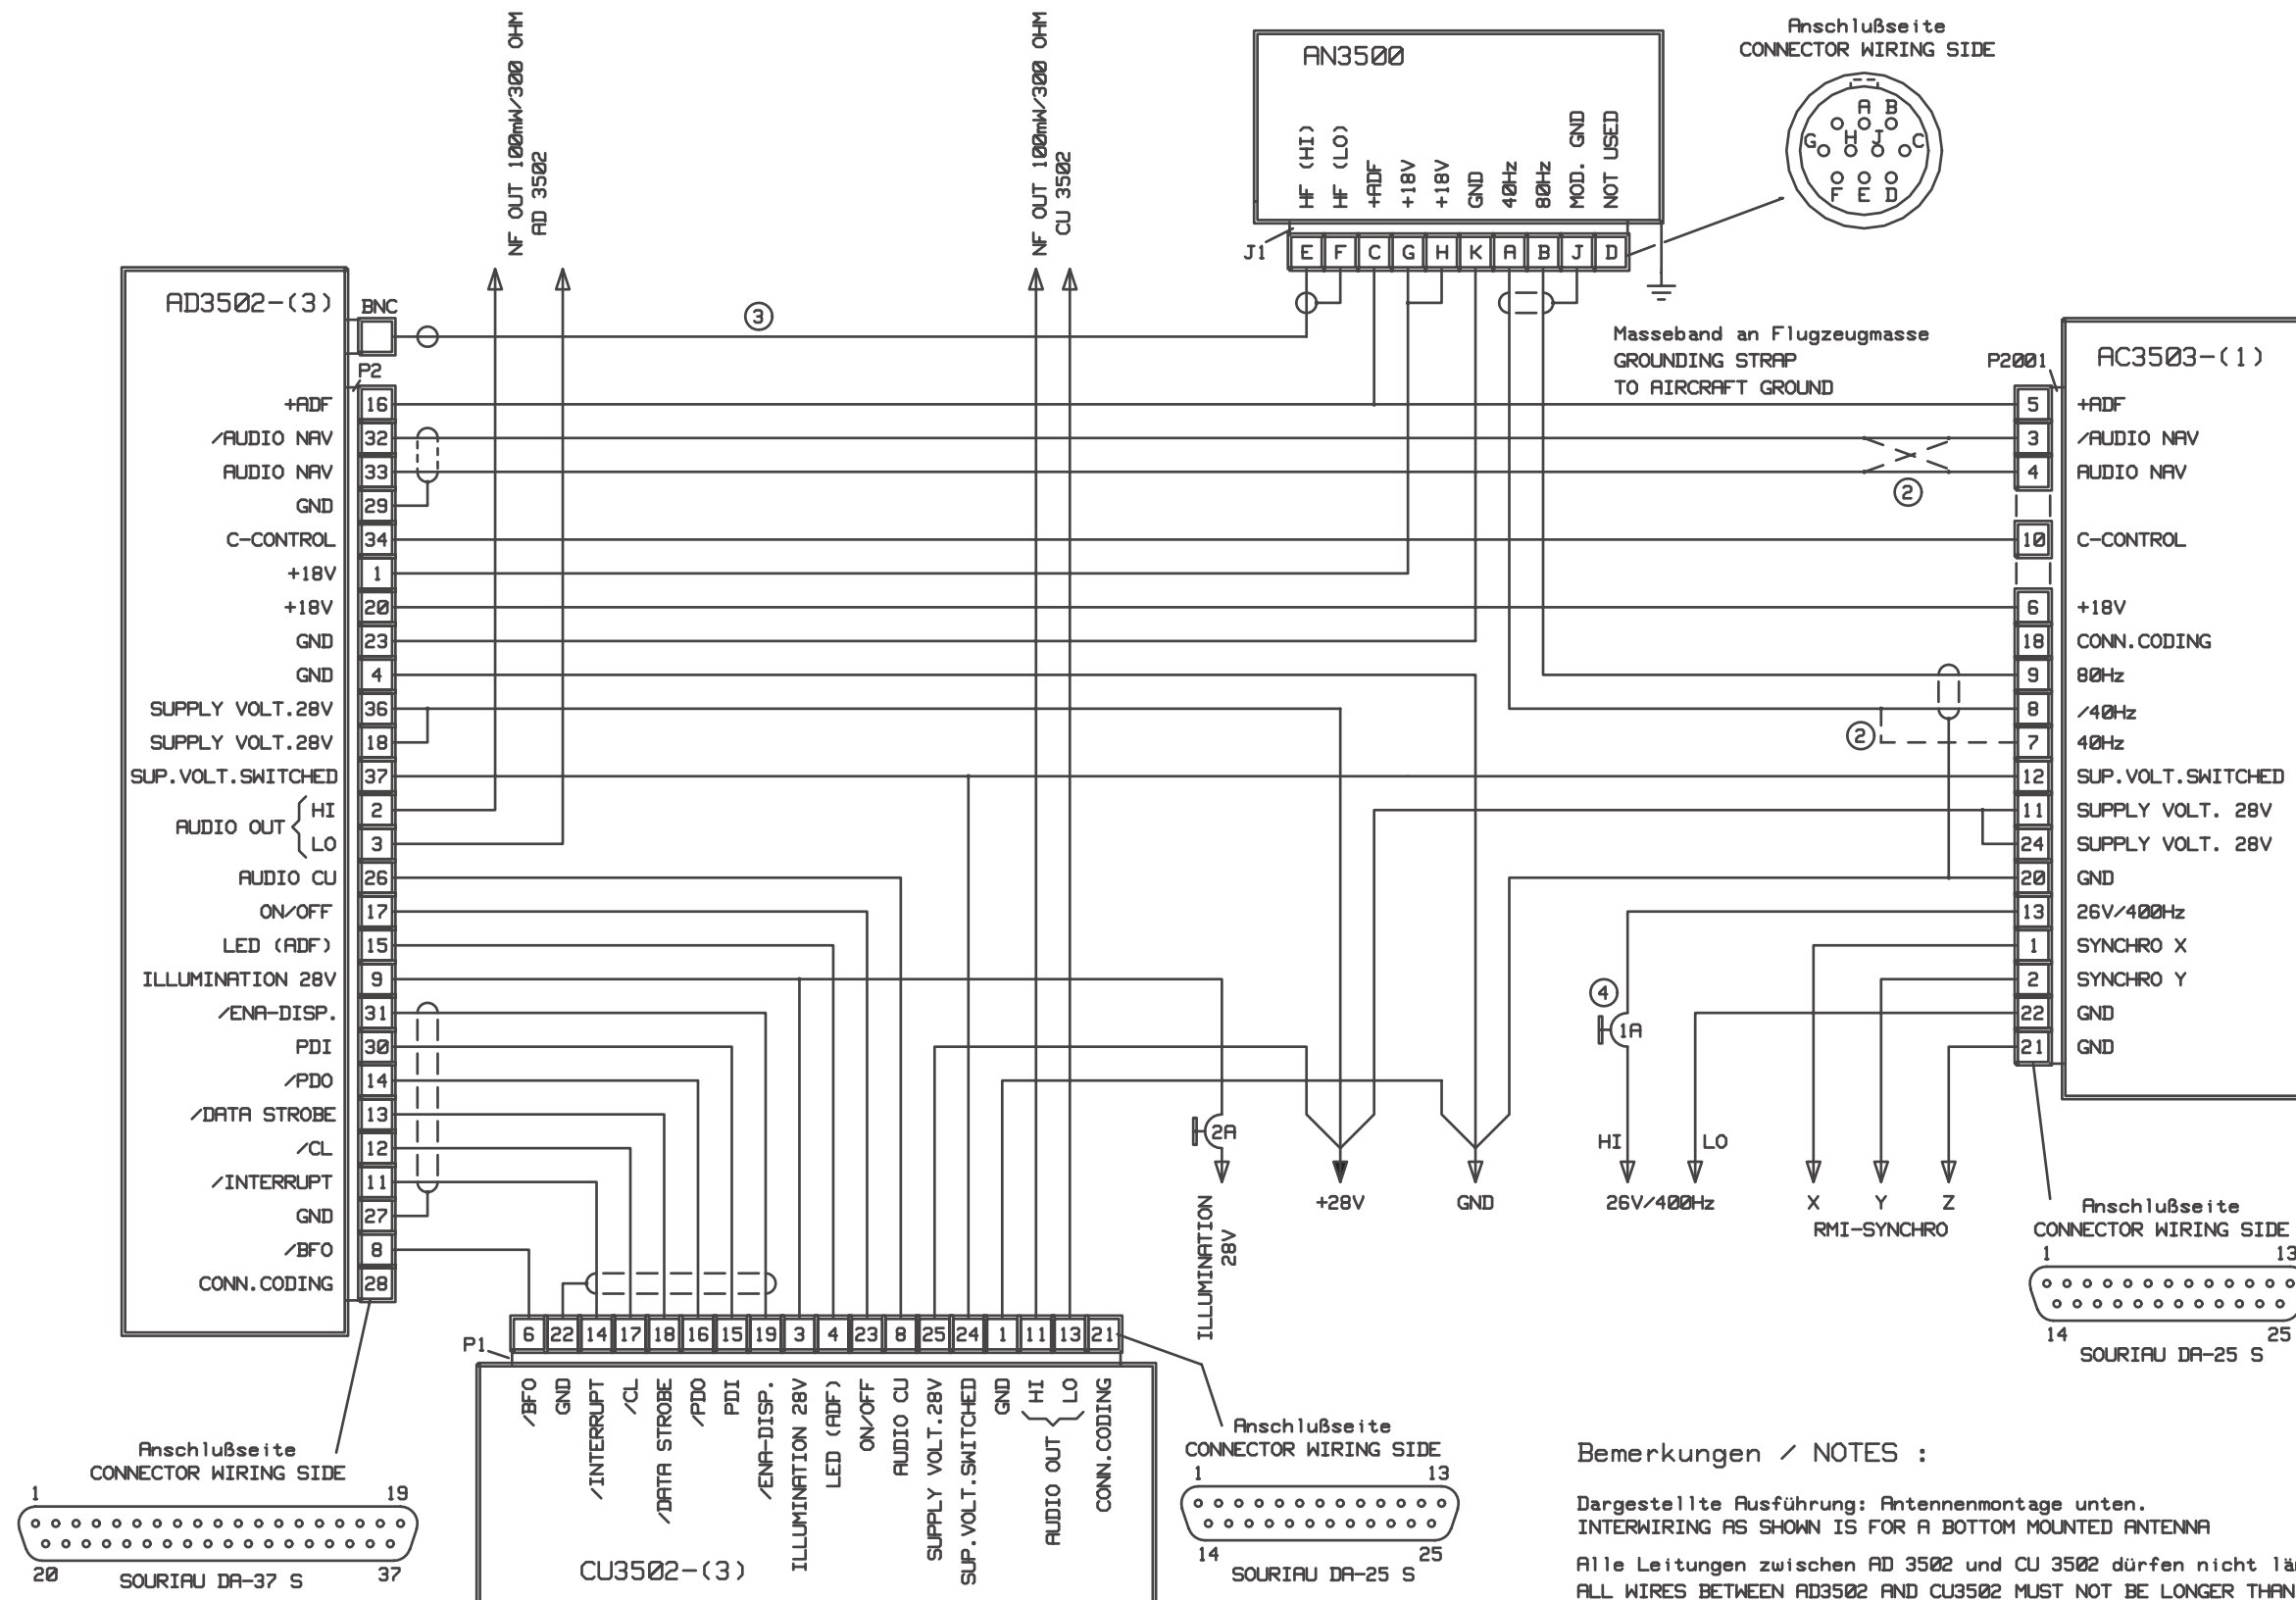 NF OUT 100mW/300 OHM
AD 3502
NF OUT 100mW/300 OHM
CU 3502
AN3500
HF (HI)
HF (LO)
+ADF
+18V
+18V
GND
40Hz
80Hz
MOD. GND
NOT USED
J1
E F C G H K A B J D
Anschlußseite
CONNECTOR WIRING SIDE
A B
G H J C
F E D
AD3502-(3)
BNC
3
P2
+ADF 16
/AUDIO NAV 32
AUDIO NAV 33
GND 29
C-CONTROL 34
+18V 1
+18V 20
GND 23
GND 4
SUPPLY VOLT.28V 36
SUPPLY VOLT.28V 18
SUP.VOLT.SWITCHED 37
AUDIO OUT
HI 2
LO 3
AUDIO CU 26
ON/OFF 17
LED (ADF) 15
ILLUMINATION 28V 9
/ENA-DISP. 31
PDI 30
/PDO 14
/DATA STROBE 13
/CL 12
/INTERRUPT 11
GND 27
/BFO 8
CONN.CODING 28
Masseband an Flugzeugmasse
GROUNDING STRAP
TO AIRCRAFT GROUND
P2001
AC3503-(1)
5 +ADF
3 /AUDIO NAV
4 AUDIO NAV
2
10 C-CONTROL
6 +18V
18 CONN.CODING
9 80Hz
8 /40Hz
2
7 40Hz
12 SUP.VOLT.SWITCHED
11 SUPPLY VOLT. 28V
24 SUPPLY VOLT. 28V
20 GND
13 26V/400Hz
1 SYNCHRO X
2 SYNCHRO Y
22 GND
21 GND
4
1A
2A
HI LO
ILLUMINATION
28V
+28V
GND
26V/400Hz
X Y Z
RMI-SYNCHRO
Anschlußseite
CONNECTOR WIRING SIDE
1 13
14 25
SOURIAU DA-25 S
P1
6 22 14 17 18 16 15 19 3 4 23 8 25 24 1 11 13 21
/BFO
GND
/INTERRUPT
/CL
/DATA STROBE
/PDO
PDI
/ENA-DISP.
ILLUMINATION 28V
LED (ADF)
ON/OFF
AUDIO CU
SUPPLY VOLT.28V
SUP.VOLT.SWITCHED
GND
HI
LO
AUDIO OUT
CONN.CODING
CU3502-(3)
Anschlußseite
CONNECTOR WIRING SIDE
1 19
20 37
SOURIAU DA-37 S
Anschlußseite
CONNECTOR WIRING SIDE
1 13
14 25
SOURIAU DA-25 S
Bemerkungen / NOTES :
Dargestellte Ausführung: Antennenmontage unten.
INTERWIRING AS SHOWN IS FOR A BOTTOM MOUNTED ANTENNA
Alle Leitungen zwischen AD 3502 und CU 3502 dürfen nicht
ALL WIRES BETWEEN AD3502 AND CU3502 MUST NOT BE LONGER THAN